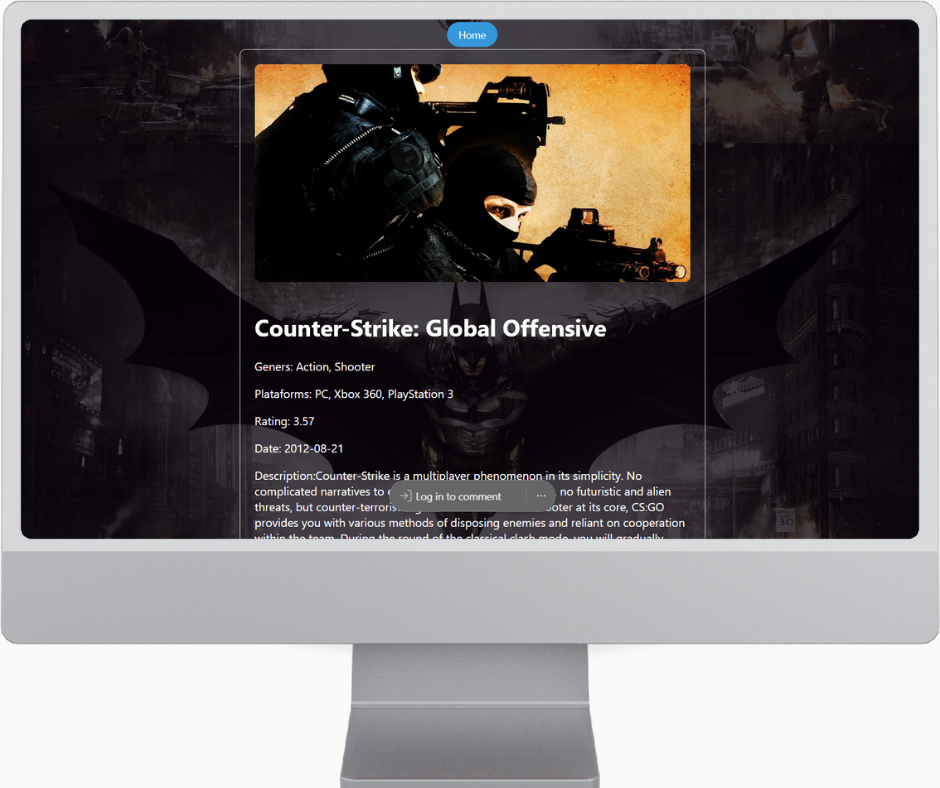 Home
Counter-Strike: Global Offensive
Geners: Action, Shooter
Plataforms: PC, Xbox 360, PlayStation 3
Rating: 3.57
Date: 2012-08-21
Description:Counter-Strike is a multiplayer phenomenon in its simplicity. No
complicated narratives to no futuristic and alien
Log in to comment
threats, but counter-terroris ooter at its core, CS:GO
provides you with various methods of disposing enemies and reliant on cooperation
within the team. During the round of the classical clash mode, you will gradually
30